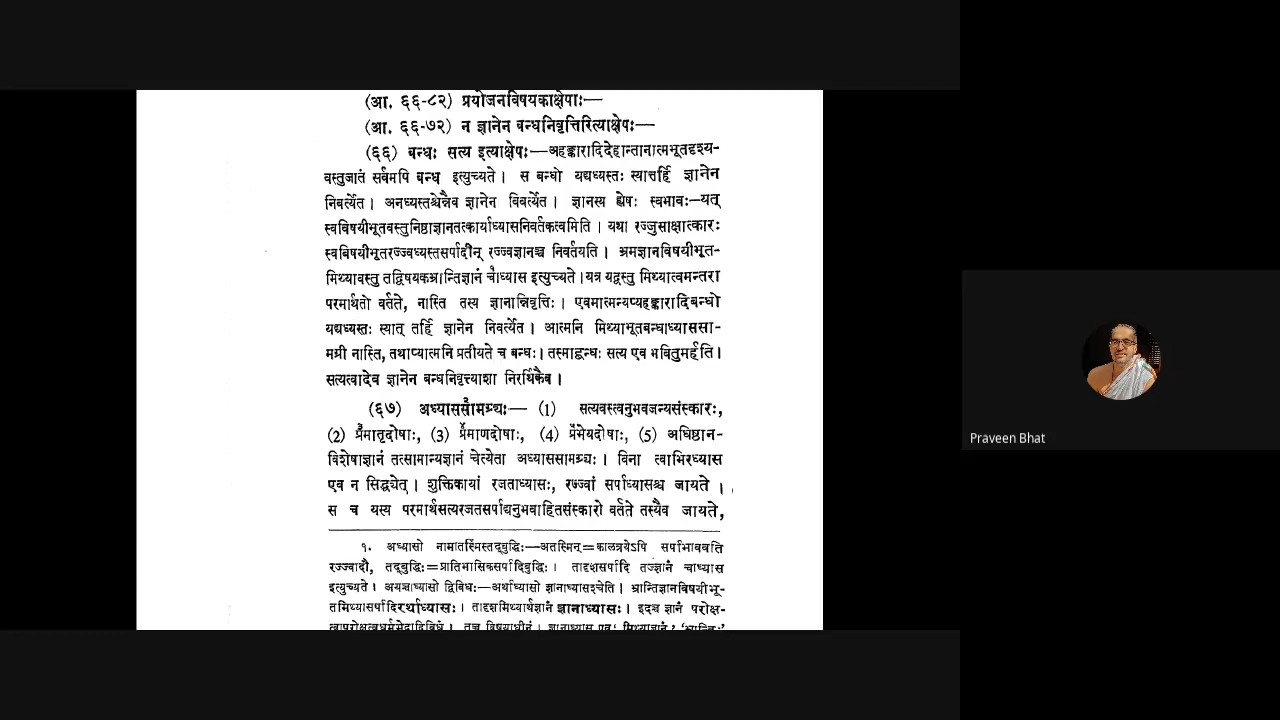 (आ. ६६-८२) प्रयोजनविषयकाक्षेपाः—
(आ. ६६-७२) न ज्ञानेन बन्धनिवृत्तिरित्याक्षेपः—
(६६) बन्धः सत्य इत्याक्षेपः—अहङ्कारादिदेहान्तानात्मभूतदृश्य-
वस्तुजातं सर्वमपि बन्ध इत्युच्यते। स बन्धो यद्यध्यस्तः स्यात्तर्हि ज्ञानेन
निवर्त्येत। अनध्यस्तश्चेन्नैव ज्ञानेन विवर्त्येत। ज्ञानस्य ह्येषः स्वभावः—यत्
स्वविषयीभूतवस्तुनिष्ठाज्ञानतत्कार्याध्यासनिवर्तकत्वमिति। यथा रज्जुसाक्षात्कारः
स्वविषयीभूतरज्ज्वध्यस्तसर्पादीन् रज्ज्वज्ञानञ्च निवर्तयति। भ्रमज्ञानविषयीभूत-
मिथ्यावस्तु तद्विषयकभ्रान्तिज्ञानं चाध्यास इत्युच्यते। यत्र यद्वस्तु मिथ्यात्वमन्तरा
परमार्थतो वर्तते, नास्ति तस्य ज्ञानान्निवृत्तिः। एवमात्मन्यप्यहङ्कारादिबन्धो
यद्यध्यस्तः स्यात् तर्हि ज्ञानेन निवर्त्येत। आत्मनि मिथ्याभूतबन्धाध्याससा-
मग्री नास्ति, तथाप्यात्मनि प्रतीयते च बन्धः। तस्माद्बन्धः सत्य एव भवितुमर्हति।
सत्यत्वादेव ज्ञानेन बन्धनिवृत्त्याशा निरर्थिकैव।
(६७) अध्याससामग्र्यः— (1) सत्यवस्त्वनुभवजन्यसंस्कारः,
(2) प्रमातृदोषाः, (3) प्रमाणदोषाः, (4) प्रमेयदोषाः, (5) अधिष्ठान-
विशेषाज्ञानं तत्सामान्यज्ञानं चेत्येता अध्याससामग्र्यः। विना त्वाभिरध्यास
एव न सिद्ध्येत्। शुक्तिकायां रजताध्यासः, रज्ज्वां सर्पाध्यासश्च जायते।
स च यस्य परमार्थसत्यरजतसर्पाद्यनुभवाहितसंस्कारो वर्तते तस्यैव जायते,
१. अध्यासो नामातस्मिंस्तद्बुद्धिः—अतस्मिन्=कालत्रयेऽपि सर्पाभाववति
रज्ज्वादौ, तद्बुद्धिः=प्रातिभासिकसर्पादिबुद्धिः। तादृशसर्पादि तज्ज्ञानं चाध्यास
इत्युच्यते। अयञ्चाध्यासो द्विविधः—अर्थाध्यासो ज्ञानाध्यासश्चेति। भ्रान्तिज्ञानविषयीभू-
तमिथ्यासर्पादिरर्थाध्यासः। तादृशमिथ्यार्थज्ञानं ज्ञानाध्यासः। इदञ्च ज्ञानं परोक्ष-
Praveen Bhat